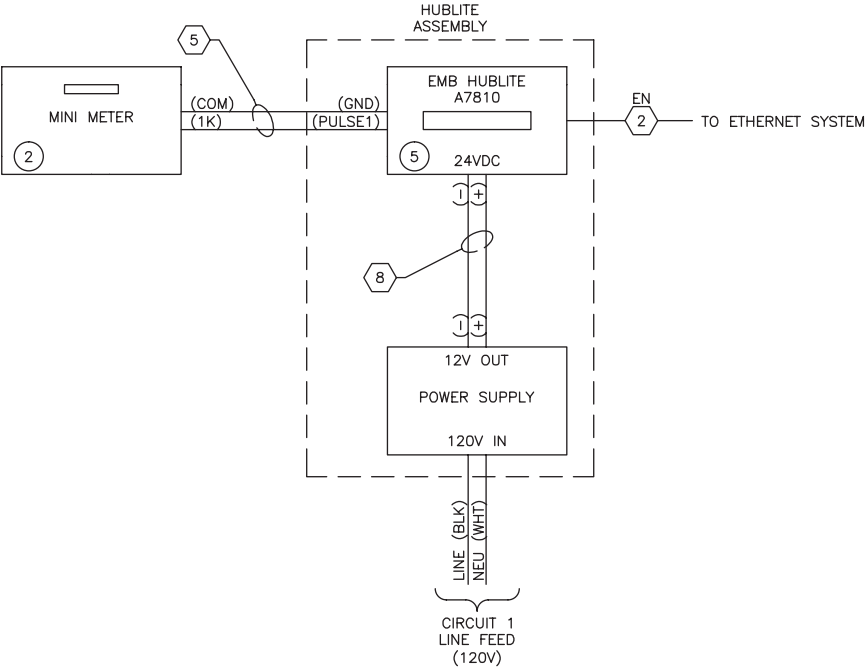 HUBLITE
ASSEMBLY
5
MINI METER
2
(COM)
(1K)
(GND)
(PULSE1)
EMB HUBLITE
A7810
5
24VDC
EN
2
TO ETHERNET SYSTEM
(-)
(+)
8
(-)
(+)
12V OUT
POWER SUPPLY
120V IN
LINE (BLK)
NEU (WHT)
CIRCUIT 1
LINE FEED
(120V)